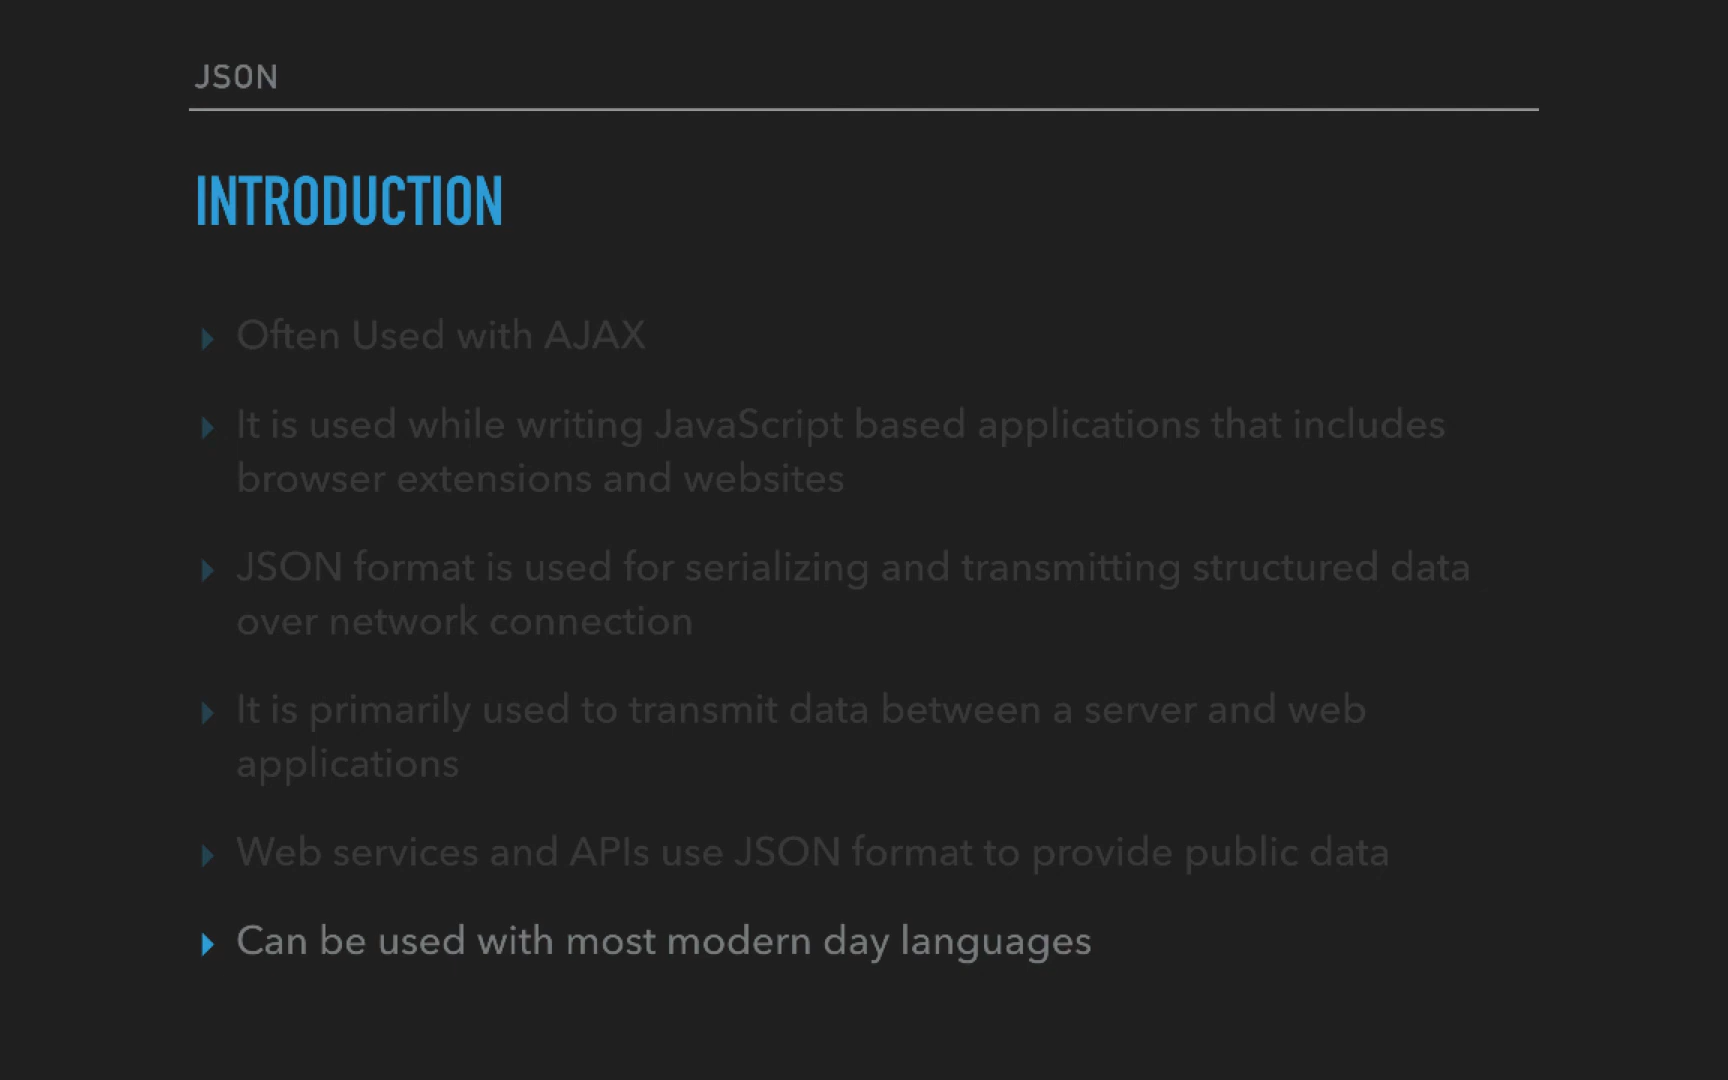 JSON
INTRODUCTION
Often Used with AJAX
It is used while writing JavaScript based applications that includes
browser extensions and websites
JSON format is used for serializing and transmitting structured data
over network connection
It is primarily used to transmit data between a server and web
applications
Web services and APIs use JSON format to provide public data
Can be used with most modern day languages